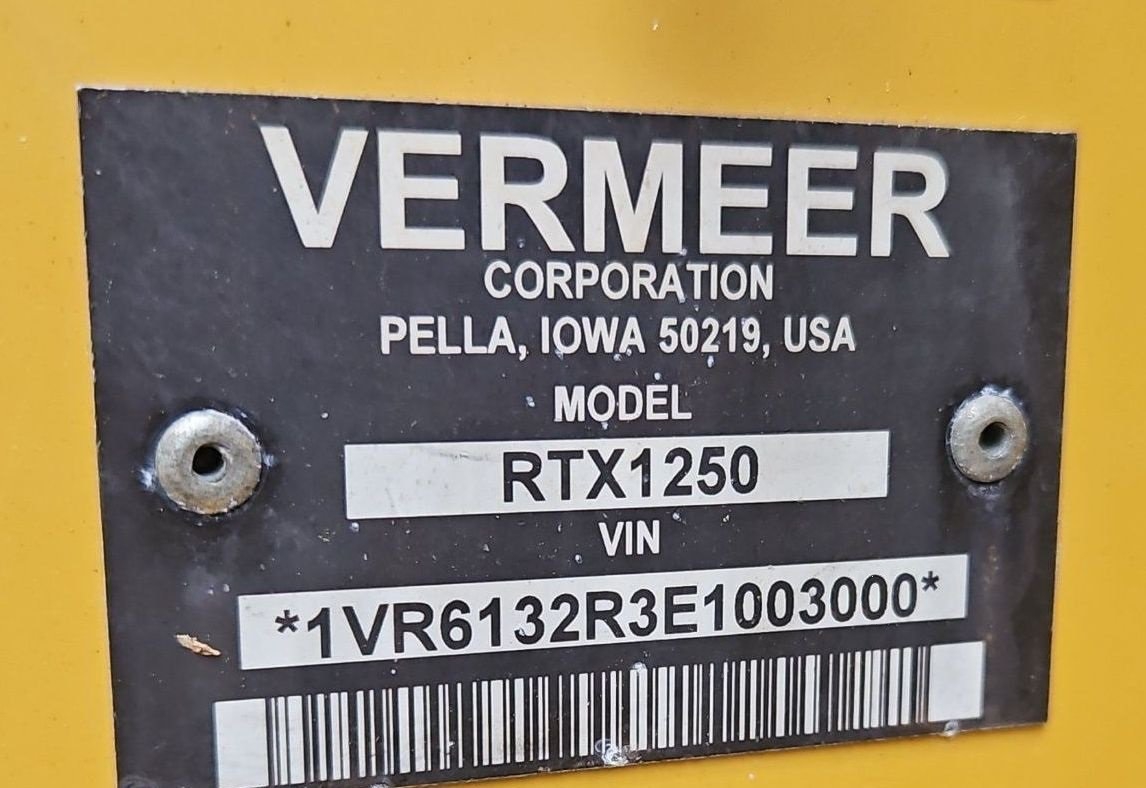 VERMEER
CORPORATION
PELLA, IOWA 50219, USA
MODEL
RTX1250
VIN
*1VR6132R3E1003000*